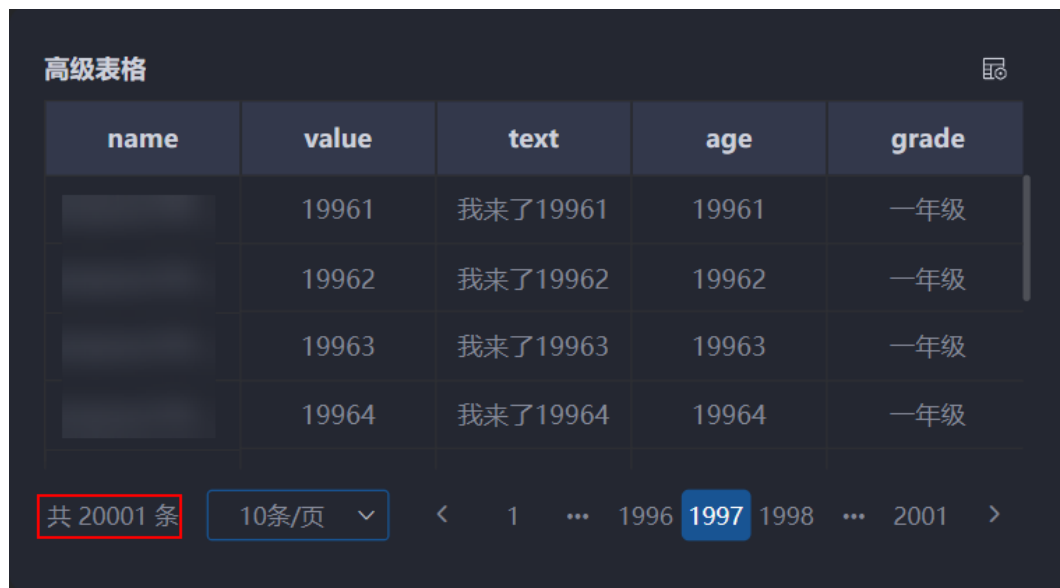 高级表格
name value text age grade
19961 我来了19961 19961 一年级
19962 我来了19962 19962 一年级
19963 我来了19963 19963 一年级
19964 我来了19964 19964 一年级
共 20001 条 10条/页 < 1 ••• 1996 1997 1998 ••• 2001 >